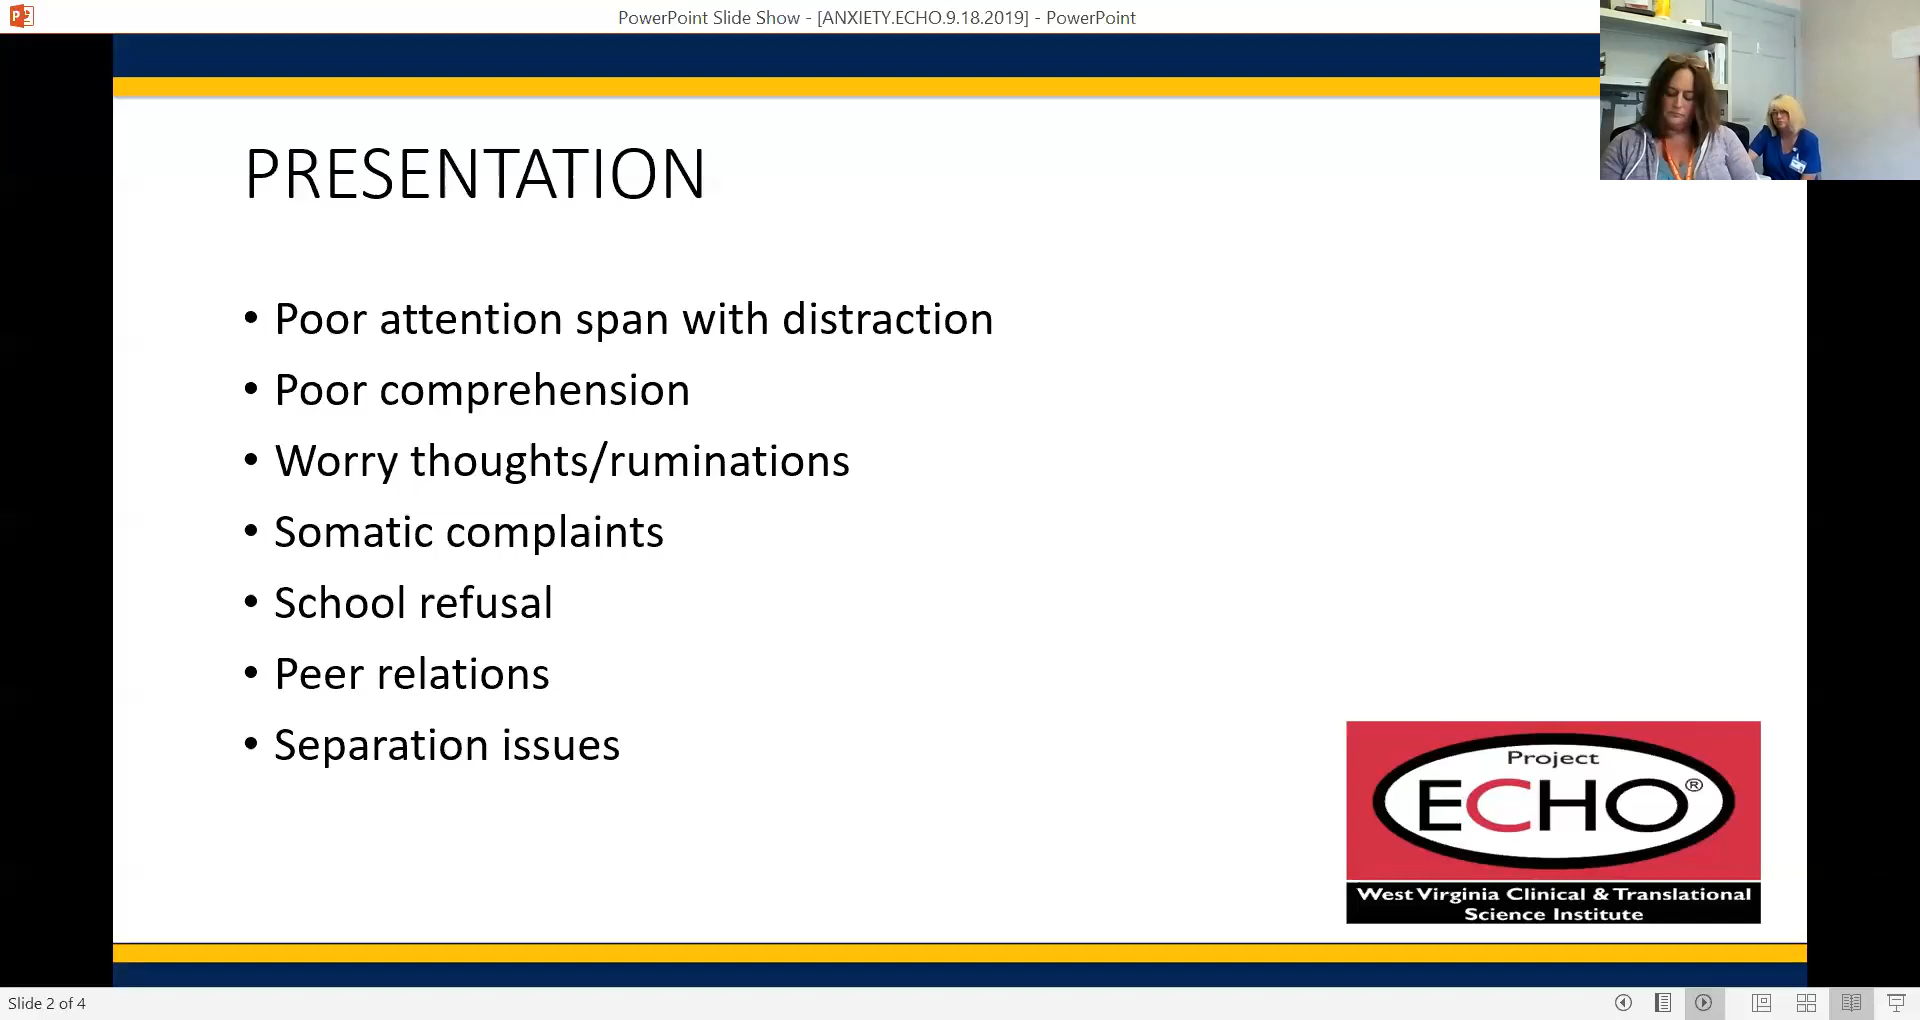 PowerPoint Slide Show - [ANXIETY.ECHO.9.18.2019] - PowerPoint
PRESENTATION
• Poor attention span with distraction
• Poor comprehension
• Worry thoughts/ruminations
• Somatic complaints
• School refusal
• Peer relations
• Separation issues
Project
ECHO®
West Virginia Clinical & Translational
Science Institute
Slide 2 of 4